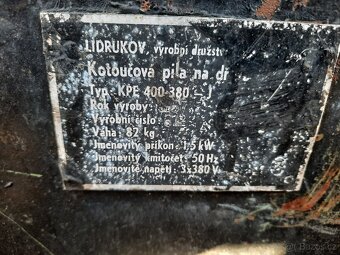 LIDRUKOV, výrobní družst
Kotoučová pila na dř
Typ: KPE 400-380 – J
Rok výroby:
Výrobní číslo:
Váha: 82 kg
Jmenovitý příkon: 1,5 kW
Jmenovitý kmitočet: 50 Hz
Jmenovité napětí: 3x380 V